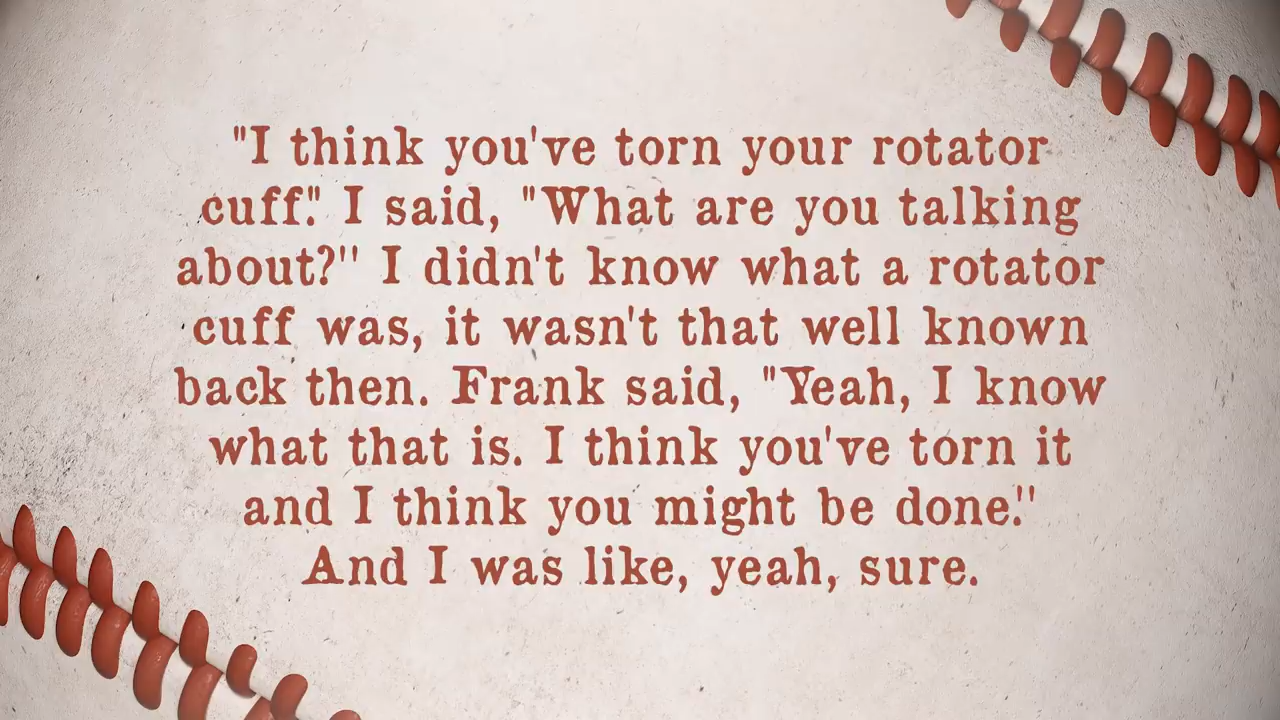 "I think you've torn your rotator
cuff." I said, "What are you talking
about?" I didn't know what a rotator
cuff was, it wasn't that well known
back then. Frank said, "Yeah, I know
what that is. I think you've torn it
and I think you might be done."
And I was like, yeah, sure.